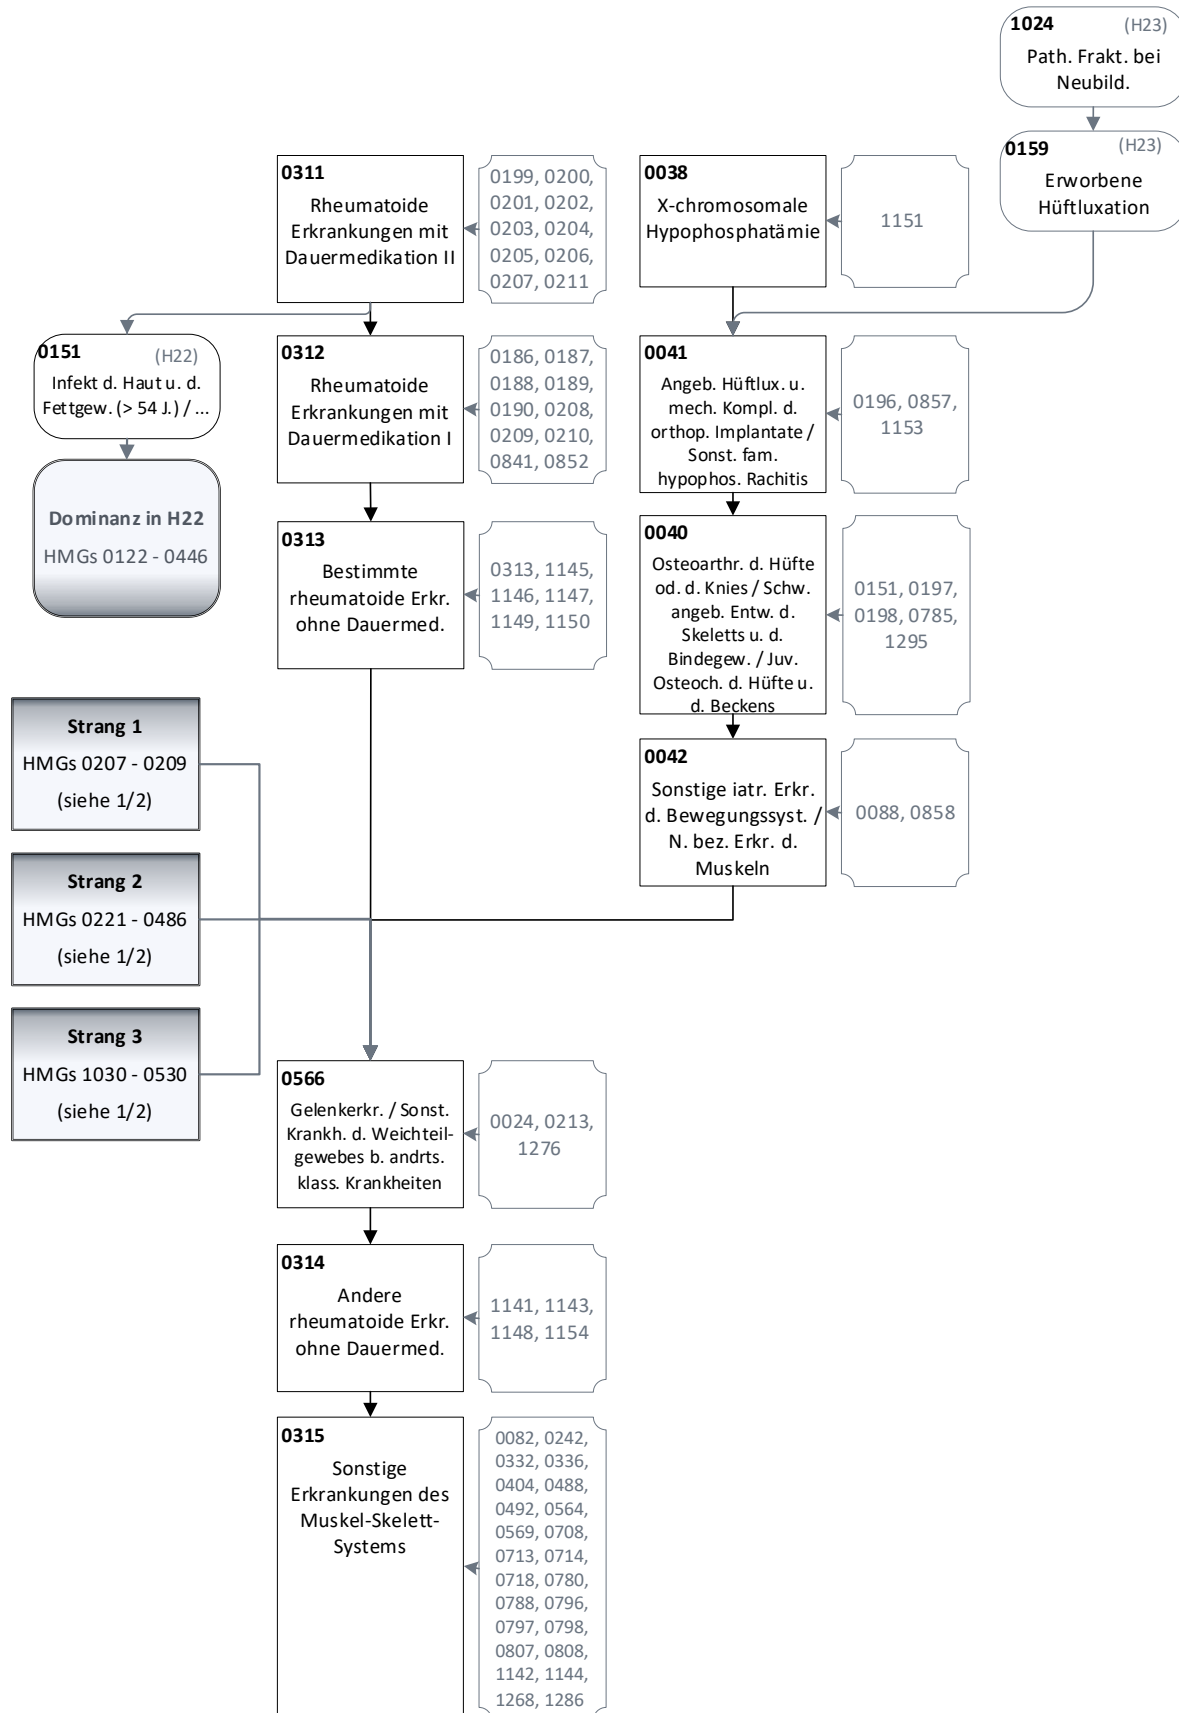 1024 (H23)
Path. Frakt. bei
Neubild.
0159 (H23)
Erworbene
Hüftluxation
0311
Rheumatoide
Erkrankungen mit
Dauermedikation II
0199, 0200,
0201, 0202,
0203, 0204,
0205, 0206,
0207, 0211
0038
X-chromosomale
Hypophosphatämie
1151
0151 (H22)
Infekt d. Haut u. d.
Fettgew. (> 54 J.) / ...
Dominanz in H22
HMGs 0122 - 0446
0312
Rheumatoide
Erkrankungen mit
Dauermedikation I
0186, 0187,
0188, 0189,
0190, 0208,
0209, 0210,
0841, 0852
0041
Angeb. Hüftlux. u.
mech. Kompl. d.
orthop. Implantate /
Sonst. fam.
hypophos. Rachitis
0196, 0857,
1153
0313
Bestimmte
rheumatoide Erkr.
ohne Dauermed.
0313, 1145,
1146, 1147,
1149, 1150
0040
Osteoarthr. d. Hüfte
od. d. Knies / Schw.
angeb. Entw. d.
Skeletts u. d.
Bindegew. / Juv.
Osteoch. d. Hüfte u.
d. Beckens
0151, 0197,
0198, 0785,
1295
Strang 1
HMGs 0207 - 0209
(siehe 1/2)
0042
Sonstige iatr. Erkr.
d. Bewegungssyst. /
N. bez. Erkr. d.
Muskeln
0088, 0858
Strang 2
HMGs 0221 - 0486
(siehe 1/2)
Strang 3
HMGs 1030 - 0530
(siehe 1/2)
0566
Gelenkerkr. / Sonst.
Krankh. d. Weichteil-
gewebes b. andrts.
klass. Krankheiten
0024, 0213,
1276
0314
Andere
rheumatoide Erkr.
ohne Dauermed.
1141, 1143,
1148, 1154
0315
Sonstige
Erkrankungen des
Muskel-Skelett-
Systems
0082, 0242,
0332, 0336,
0404, 0488,
0492, 0564,
0569, 0708,
0713, 0714,
0718, 0780,
0788, 0796,
0797, 0798,
0807, 0808,
1142, 1144,
1268, 1286